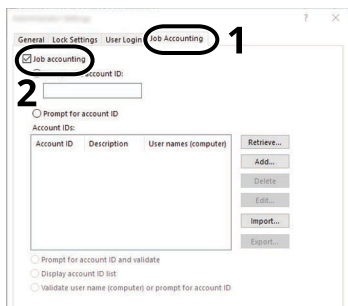 ? ×
1
General Lock Settings User Login Job Accounting
Job accounting
2
account ID:
Prompt for account ID
Account IDs:
Account ID Description User names (computer)
Retrieve...
Add...
Delete
Edit...
Import...
Export...
Prompt for account ID and validate
Display account ID list
Validate user name (computer) or prompt for account ID